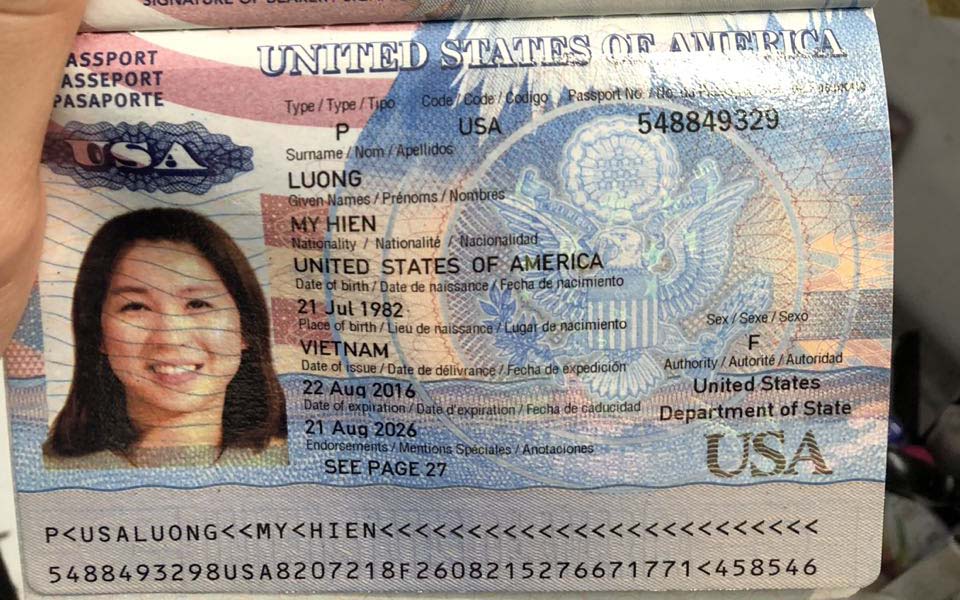 SIGNATURE OF BEARER
ASSPORT
PASSEPORT
PASAPORTE
UNITED STATES OF AMERICA
USA
Type / Type / Tipo Code / Code / Código Passport No. / No. du
P USA 548849329
Surname / Nom / Apellidos
LUONG
Given Names / Prénoms / Nombres
MY HIEN
Nationality / Nationalité / Nacionalidad
UNITED STATES OF AMERICA
Date of birth / Date de naissance / Fecha de nacimiento
21 Jul 1982
Place of birth / Lieu de naissance / Lugar de nacimiento Sex / Sexe / Sexo
VIETNAM F
Date of issue / Date de délivrance / Fecha de expedición Authority / Autorité / Autoridad
22 Aug 2016 United States
Date of expiration / Date d'expiration / Fecha de caducidad Department of State
21 Aug 2026
Endorsements / Mentions Spéciales / Anotaciones USA
SEE PAGE 27
P<USALUONG<<MY<HIEN<<<<<<<<<<<<<<<<<<<<<<<<<
5488493298USA8207218F2608215276671771<458546